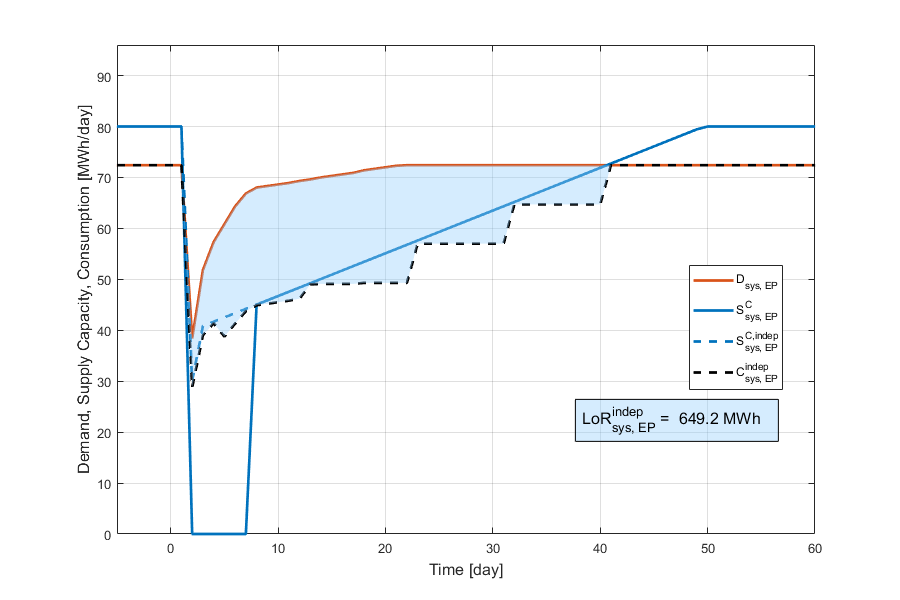 Demand, Supply Capacity, Consumption [MWh/day]
90
80
70
60
50
40
30
20
10
0
0 10 20 30 40 50 60
Time [day]
D sys, EP
S C sys, EP
S C,indep sys, EP
C indep sys, EP
LoR indep sys, EP = 649.2 MWh